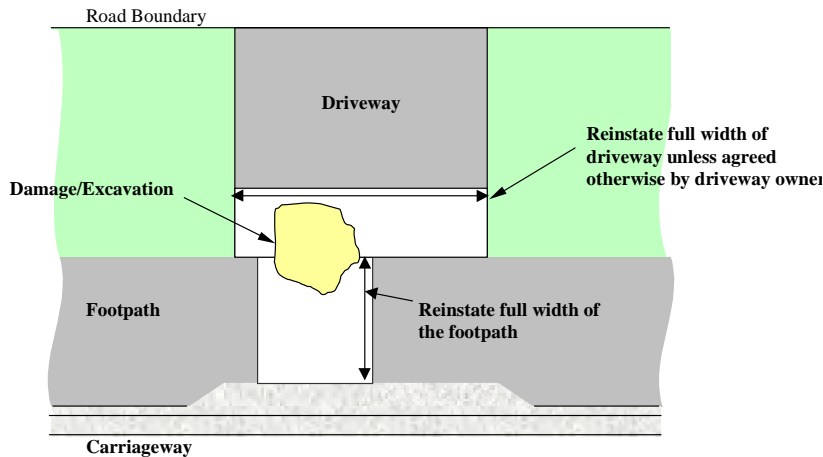 Road Boundary
Driveway
Reinstate full width of
driveway unless agreed
otherwise by driveway owner
Damage/Excavation
Footpath
Reinstate full width of
the footpath
Carriageway